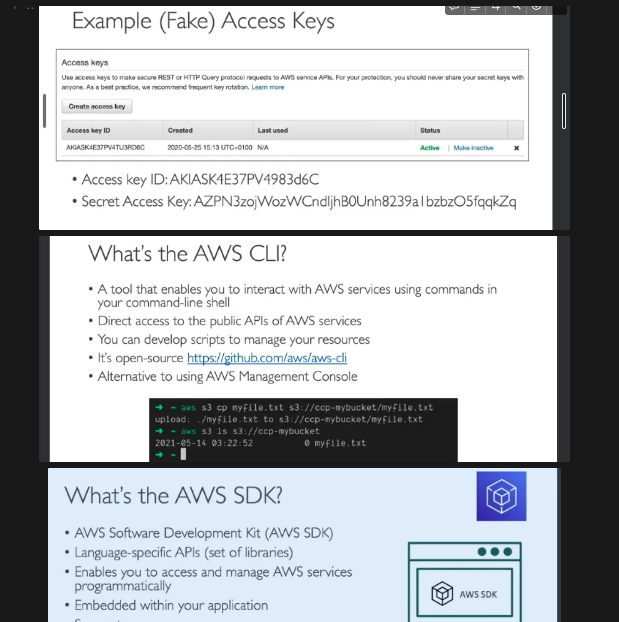 Example (Fake) Access Keys
Access keys
Use access keys to make secure REST or HTTP Query protocol requests to AWS service APIs. For your protection, you should never share your secret keys with
anyone. As a best practice, we recommend frequent key rotation. Learn more
Create access key
Access key ID Created Last used Status
AKIASK4E37PV4TU3RD6C 2020-05-25 15:13 UTC+0100 N/A Active | Make inactive ✖
• Access key ID: AKIASK4E37PV4983d6C
• Secret Access Key: AZPN3zojWozWCndIjhB0Unh8239a1bzbzO5fqqkZq
What's the AWS CLI?
• A tool that enables you to interact with AWS services using commands in
your command-line shell
• Direct access to the public APIs of AWS services
• You can develop scripts to manage your resources
• It's open-source https://github.com/aws/aws-cli
• Alternative to using AWS Management Console
→ ~ aws s3 cp myfile.txt s3://ccp-mybucket/myfile.txt
upload: ./myfile.txt to s3://ccp-mybucket/myfile.txt
→ ~ aws s3 ls s3://ccp-mybucket
2021-05-14 03:22:52 0 myfile.txt
→ ~
What's the AWS SDK?
• AWS Software Development Kit (AWS SDK)
• Language-specific APIs (set of libraries)
• Enables you to access and manage AWS services
programmatically
• Embedded within your application
AWS SDK